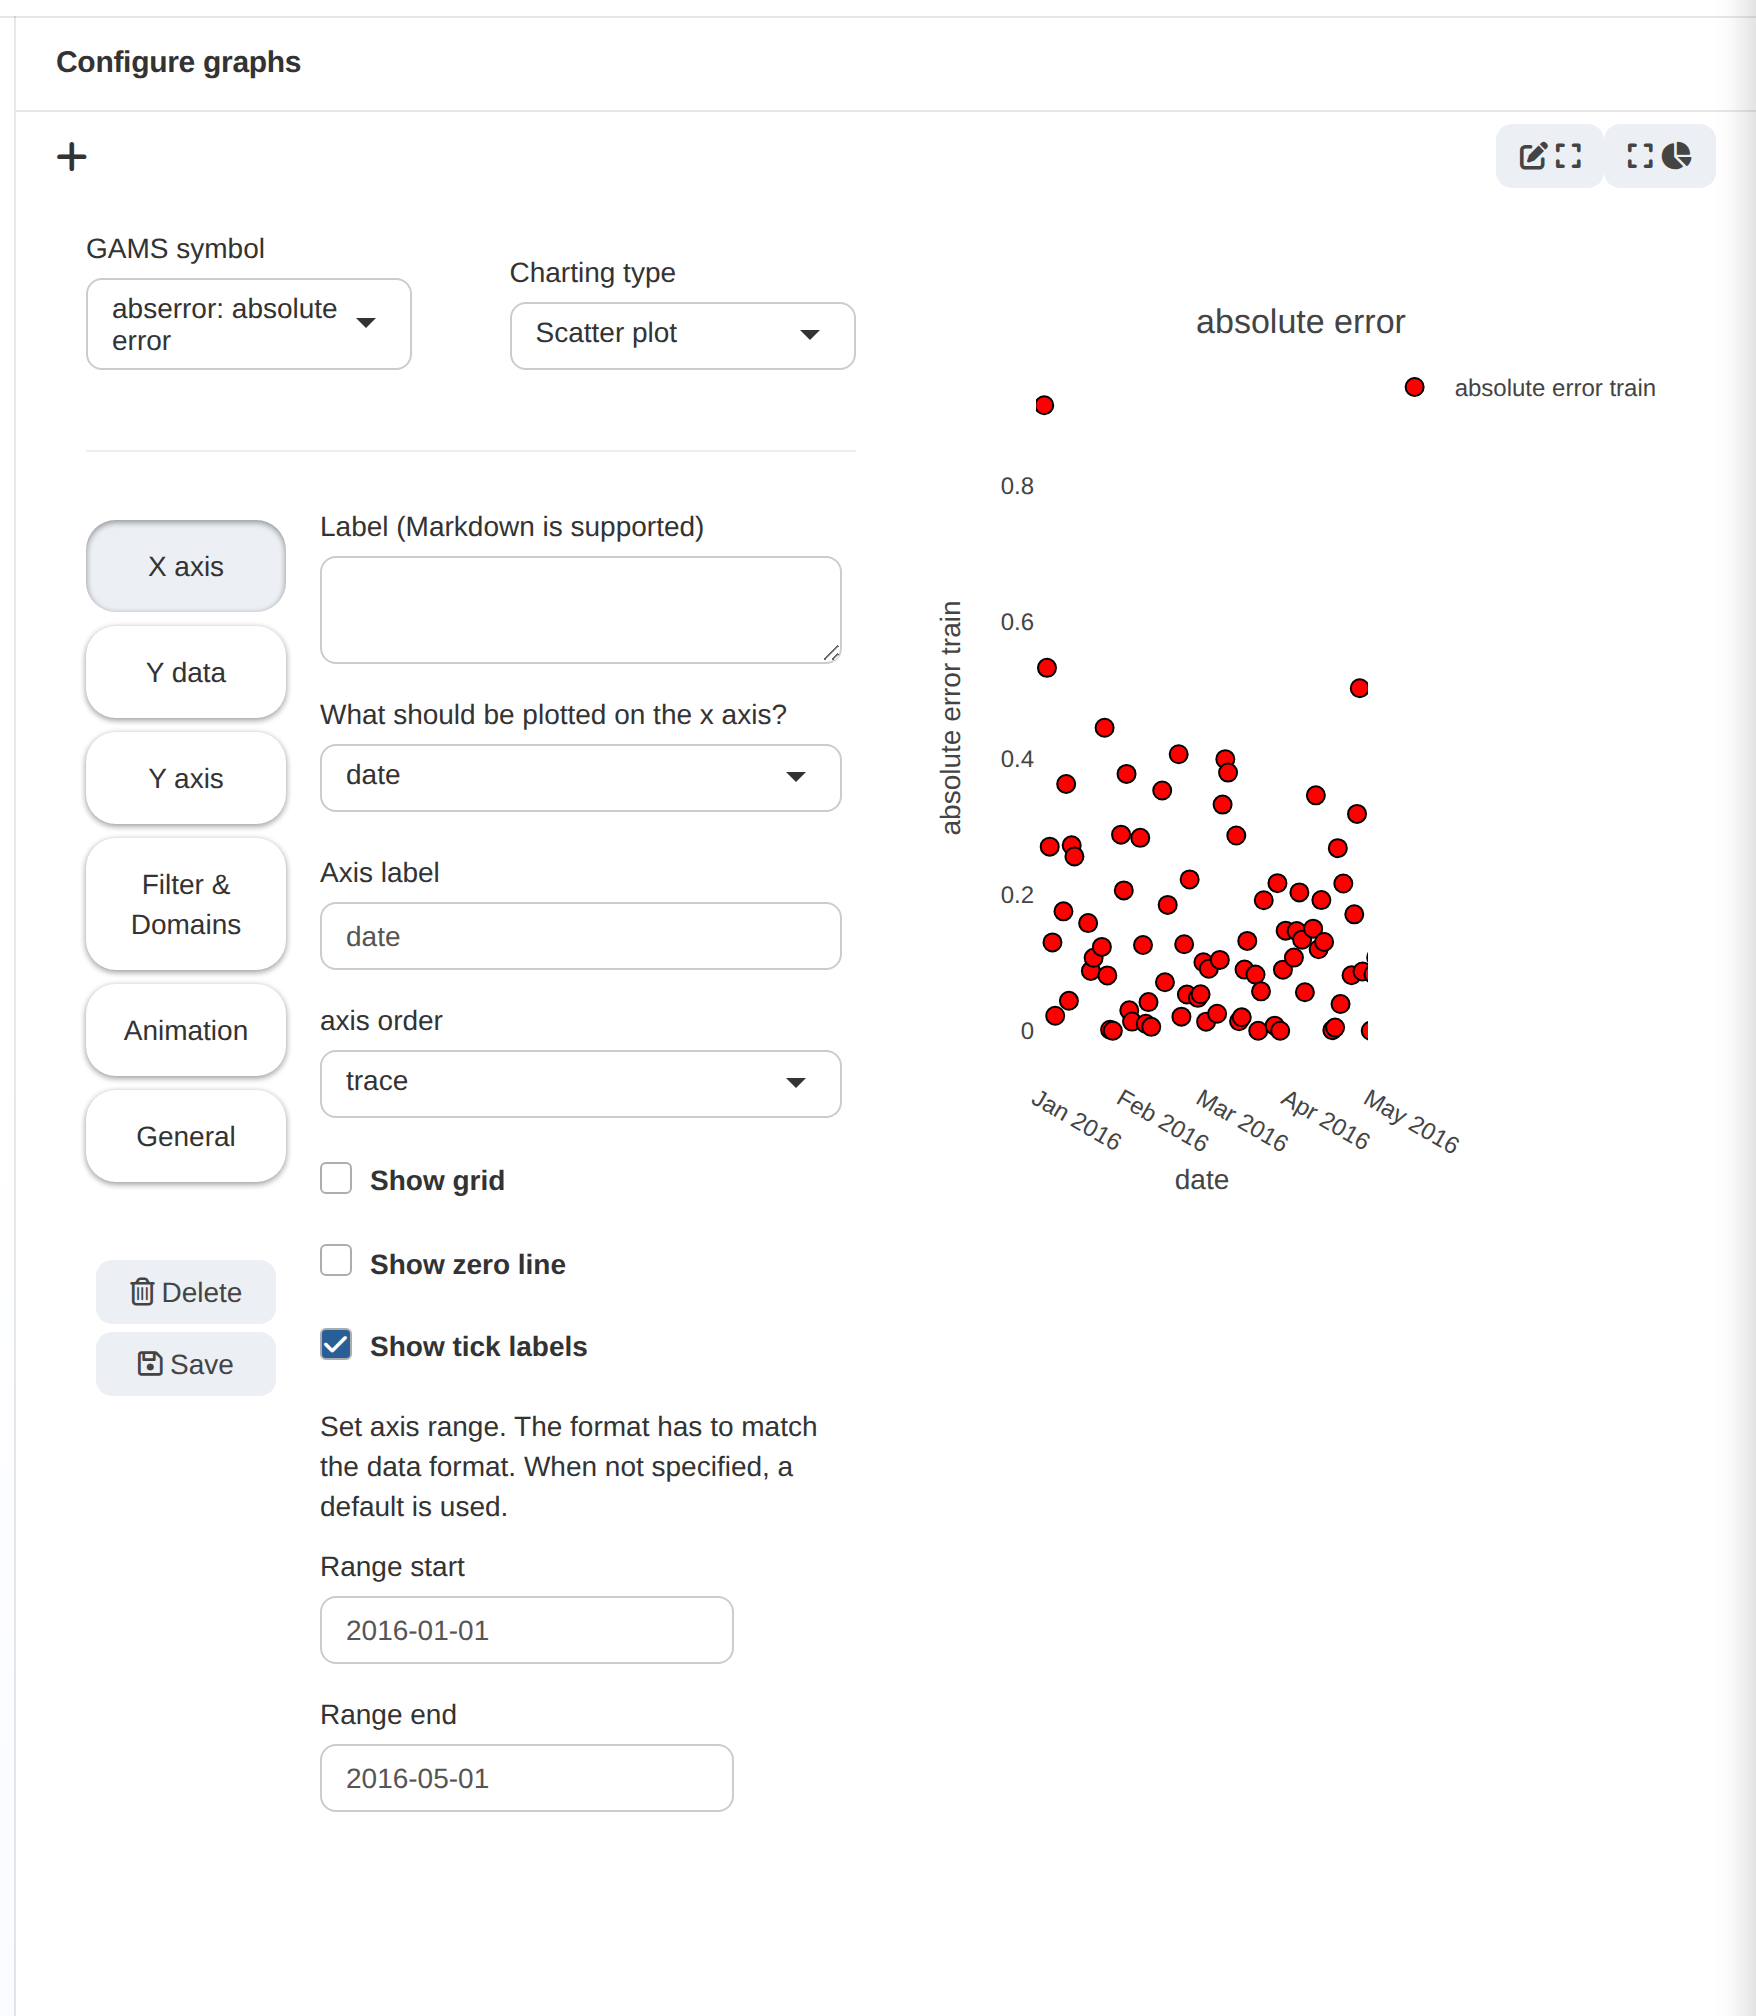 Configure graphs
GAMS symbol
abserror: absolute
error
Charting type
Scatter plot
X axis
Y data
Y axis
Filter &
Domains
Animation
General
Delete
Save
Label (Markdown is supported)
What should be plotted on the x axis?
date
Axis label
date
axis order
trace
Show grid
Show zero line
Show tick labels
Set axis range. The format has to match
the data format. When not specified, a
default is used.
Range start
2016-01-01
Range end
2016-05-01
absolute error
absolute error train
absolute error train
0.8
0.6
0.4
0.2
0
Jan 2016
Feb 2016
Mar 2016
Apr 2016
May 2016
date